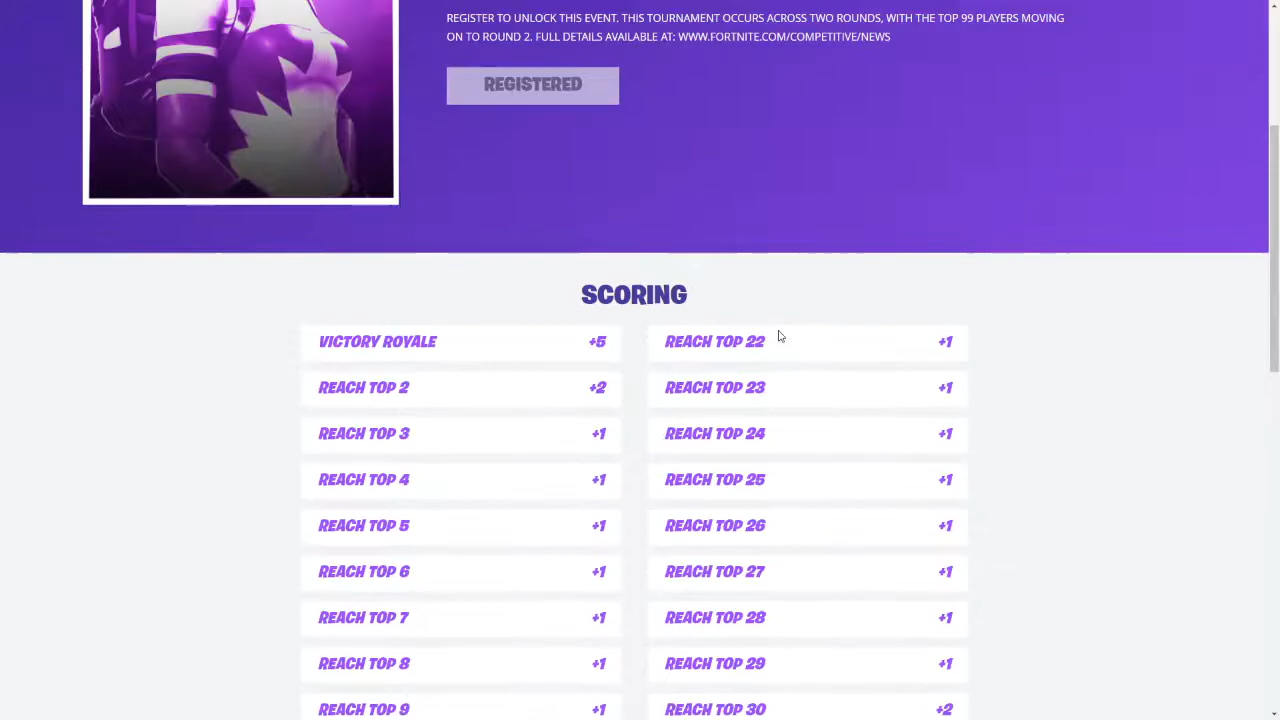 REGISTER TO UNLOCK THIS EVENT. THIS TOURNAMENT OCCURS ACROSS TWO ROUNDS, WITH THE TOP 99 PLAYERS MOVING
ON TO ROUND 2. FULL DETAILS AVAILABLE AT: WWW.FORTNITE.COM/COMPETITIVE/NEWS
REGISTERED
SCORING
VICTORY ROYALE +5
REACH TOP 2 +2
REACH TOP 3 +1
REACH TOP 4 +1
REACH TOP 5 +1
REACH TOP 6 +1
REACH TOP 7 +1
REACH TOP 8 +1
REACH TOP 9 +1
REACH TOP 22 +1
REACH TOP 23 +1
REACH TOP 24 +1
REACH TOP 25 +1
REACH TOP 26 +1
REACH TOP 27 +1
REACH TOP 28 +1
REACH TOP 29 +1
REACH TOP 30 +2